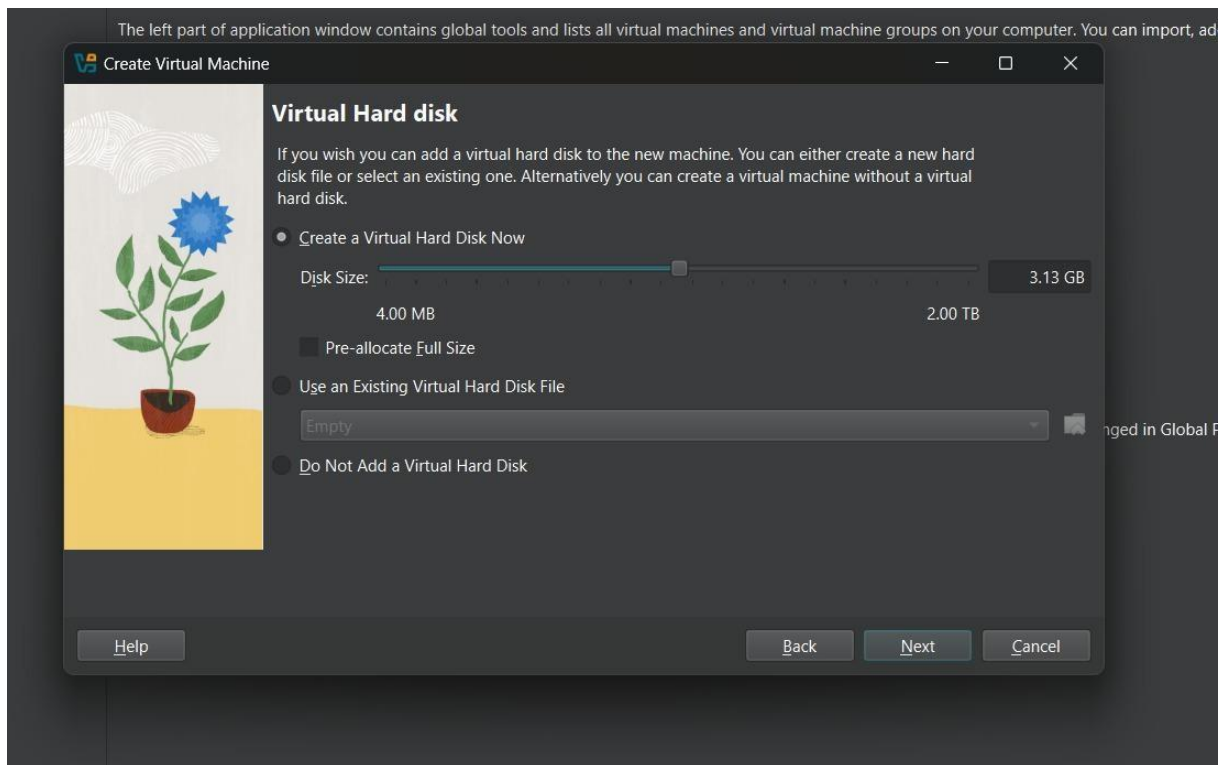 The left part of application window contains global tools and lists all virtual machines and virtual machine groups on your computer. You can import, ad
Create Virtual Machine
Virtual Hard disk
If you wish you can add a virtual hard disk to the new machine. You can either create a new hard
disk file or select an existing one. Alternatively you can create a virtual machine without a virtual
hard disk.
Create a Virtual Hard Disk Now
Disk Size: 3.13 GB
4.00 MB 2.00 TB
Pre-allocate Full Size
Use an Existing Virtual Hard Disk File
Empty
nged in Global P
Do Not Add a Virtual Hard Disk
Help Back Next Cancel